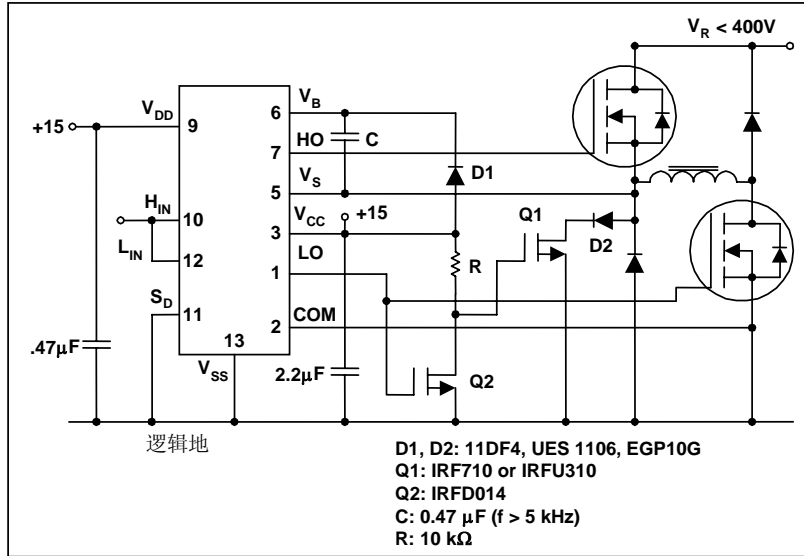 V_R < 400V
V_DD
+15
9
V_B
6
HO
7
C
D1
V_S
5
H_IN
10
V_CC
+15
3
L_IN
12
LO
1
R
Q1
D2
S_D
11
COM
2
13
.47µF
V_SS
2.2µF
Q2
逻辑地
D1, D2: 11DF4, UES 1106, EGP10G
Q1: IRF710 or IRFU310
Q2: IRFD014
C: 0.47 µF (f > 5 kHz)
R: 10 kΩ